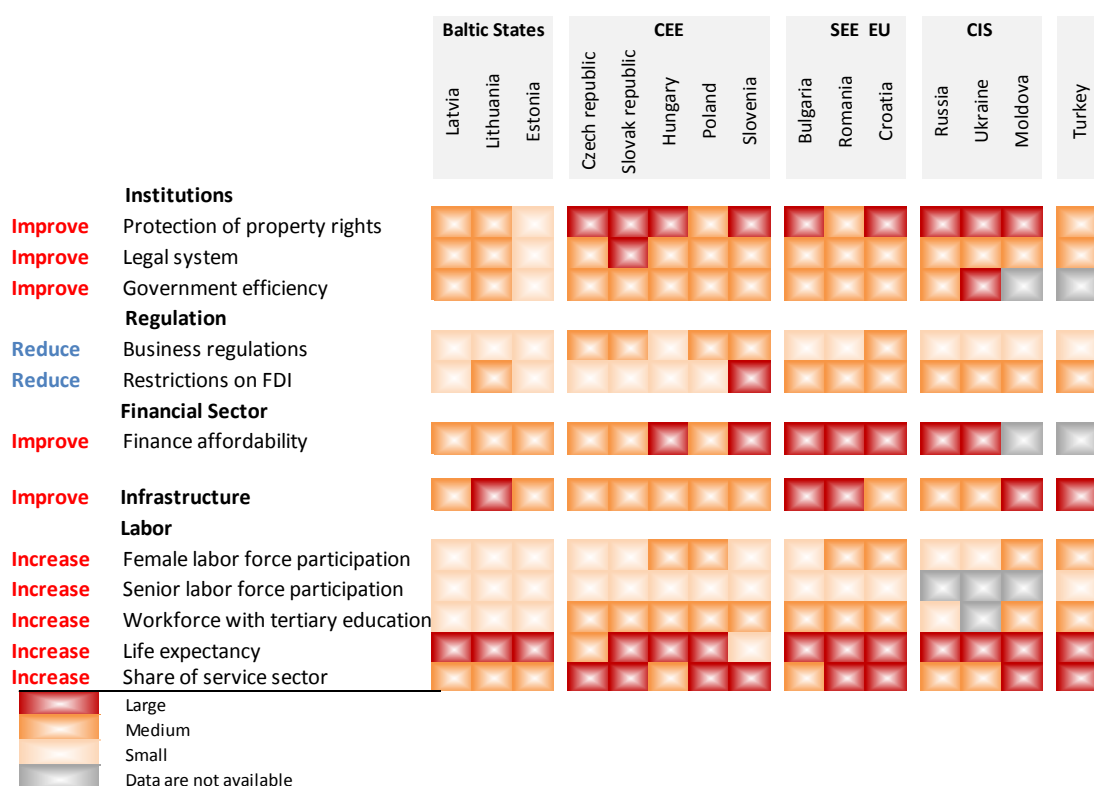 Baltic States CEE SEE EU CIS
Latvia Lithuania Estonia Czech republic Slovak republic Hungary Poland Slovenia Bulgaria Romania Croatia Russia Ukraine Moldova Turkey
Institutions
Improve Protection of property rights
Improve Legal system
Improve Government efficiency
Regulation
Reduce Business regulations
Reduce Restrictions on FDI
Financial Sector
Improve Finance affordability
Improve Infrastructure
Labor
Increase Female labor force participation
Increase Senior labor force participation
Increase Workforce with tertiary education
Increase Life expectancy
Increase Share of service sector
Large
Medium
Small
Data are not available